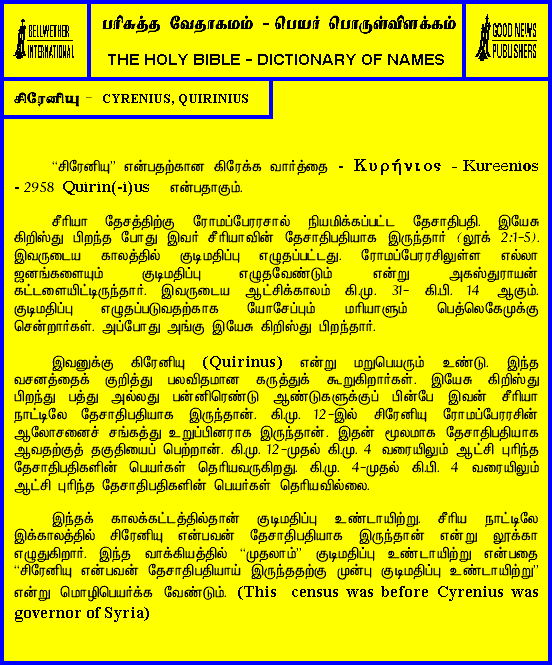 BELLWETHER
INTERNATIONAL
பரிசுத்த வேதாகமம் - பெயர் பொருள்விளக்கம்
THE HOLY BIBLE - DICTIONARY OF NAMES
GOOD NEWS
PUBLISHERS
சிரேனியு - CYRENIUS, QUIRINIUS
“சிரேனியு” என்பதற்கான கிரேக்க வார்த்தை - Κυρήντος - Kureenios
- 2958 Quirin(-i)us என்பதாகும்.
சீரியா தேசத்திற்கு ரோமப்பேரரசால் நியமிக்கப்பட்ட தேசாதிபதி. இயேசு
கிறிஸ்து பிறந்த போது இவர் சீரியாவின் தேசாதிபதியாக இருந்தார் (லூக் 2:1-5).
இவருடைய காலத்தில் குடிமதிப்பு எழுதப்பட்டது. ரோமப்பேரரசிலுள்ள எல்லா
ஜனங்களையும் குடிமதிப்பு எழுதவேண்டும் என்று அகஸ்துராயன்
கட்டளையிட்டிருந்தார். இவருடைய ஆட்சிக்காலம் கி.மு. 31- கி.பி. 14 ஆகும்.
குடிமதிப்பு எழுதப்படுவதற்காக யோசேப்பும் மரியாளும் பெத்லெகேமுக்கு
சென்றார்கள். அப்போது அங்கு இயேசு கிறிஸ்து பிறந்தார்.
இவனுக்கு கிரேனியு (Quirinus) என்று மறுபெயரும் உண்டு. இந்த
வசனத்தைக் குறித்து பலவிதமான கருத்துக் கூறுகிறார்கள். இயேசு கிறிஸ்து
பிறந்து பத்து அல்லது பன்னிரெண்டு ஆண்டுகளுக்குப் பின்பே இவன் சீரியா
நாட்டிலே தேசாதிபதியாக இருந்தான். கி.மு. 12-இல் சிரேனியு ரோமப்பேரரசின்
ஆலோசனைச் சங்கத்து உறுப்பினராக இருந்தான். இதன் மூலமாக தேசாதிபதியாக
ஆவதற்குத் தகுதியைப் பெற்றான். கி.மு. 12-முதல் கி.மு. 4 வரையிலும் ஆட்சி புரிந்த
தேசாதிபதிகளின் பெயர்கள் தெரியவருகிறது. கி.மு. 4-முதல் கி.பி. 4 வரையிலும்
ஆட்சி புரிந்த தேசாதிபதிகளின் பெயர்கள் தெரியவில்லை.
இந்தக் காலக்கட்டத்தில்தான் குடிமதிப்பு உண்டாயிற்று. சீரிய நாட்டிலே
இக்காலத்தில் சிரேனியு என்பவன் தேசாதிபதியாக இருந்தான் என்று லூக்கா
எழுதுகிறார். இந்த வாக்கியத்தில் “முதலாம்” குடிமதிப்பு உண்டாயிற்று என்பதை
“சிரேனியு என்பவன் தேசாதிபதியாய் இருந்ததற்கு முன்பு குடிமதிப்பு உண்டாயிற்று”
என்று மொழிபெயர்க்க வேண்டும். (This census was before Cyrenius was
governor of Syria)